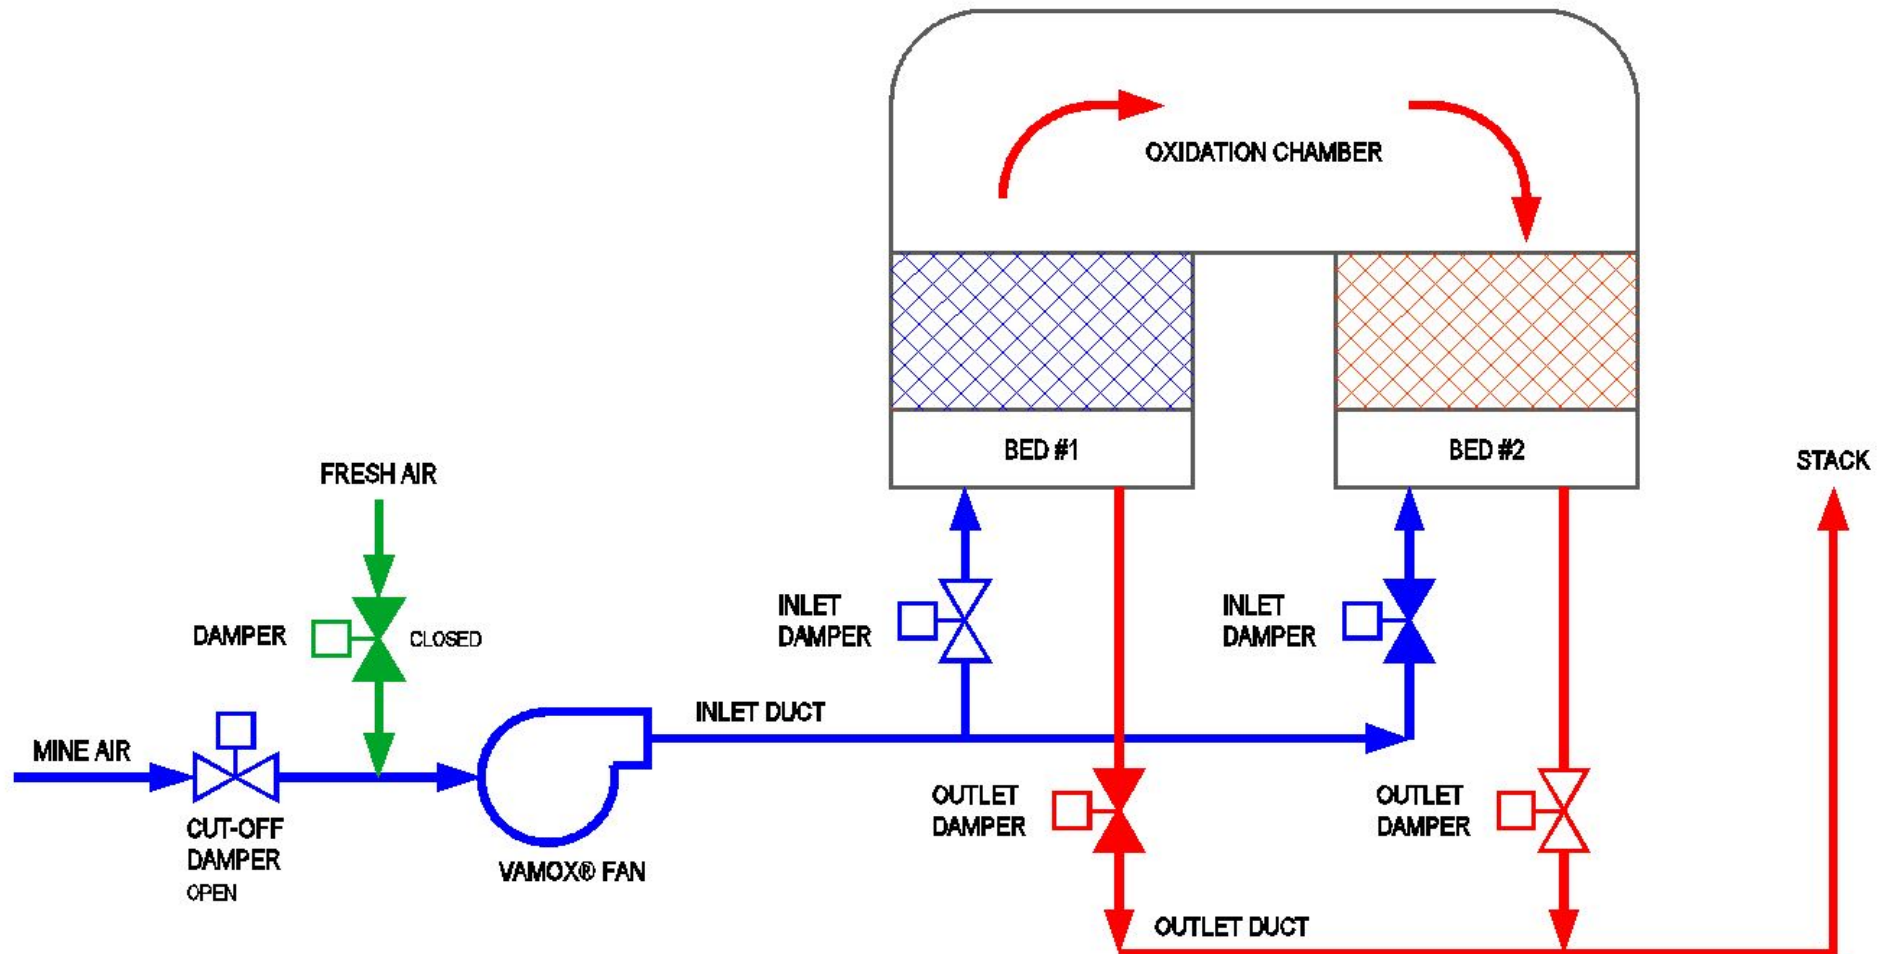 OXIDATION CHAMBER
BED #1
BED #2
STACK
FRESH AIR
DAMPER
CLOSED
INLET
DAMPER
INLET
DAMPER
INLET DUCT
MINE AIR
CUT-OFF
DAMPER
OPEN
VAMOX® FAN
OUTLET
DAMPER
OUTLET
DAMPER
OUTLET DUCT